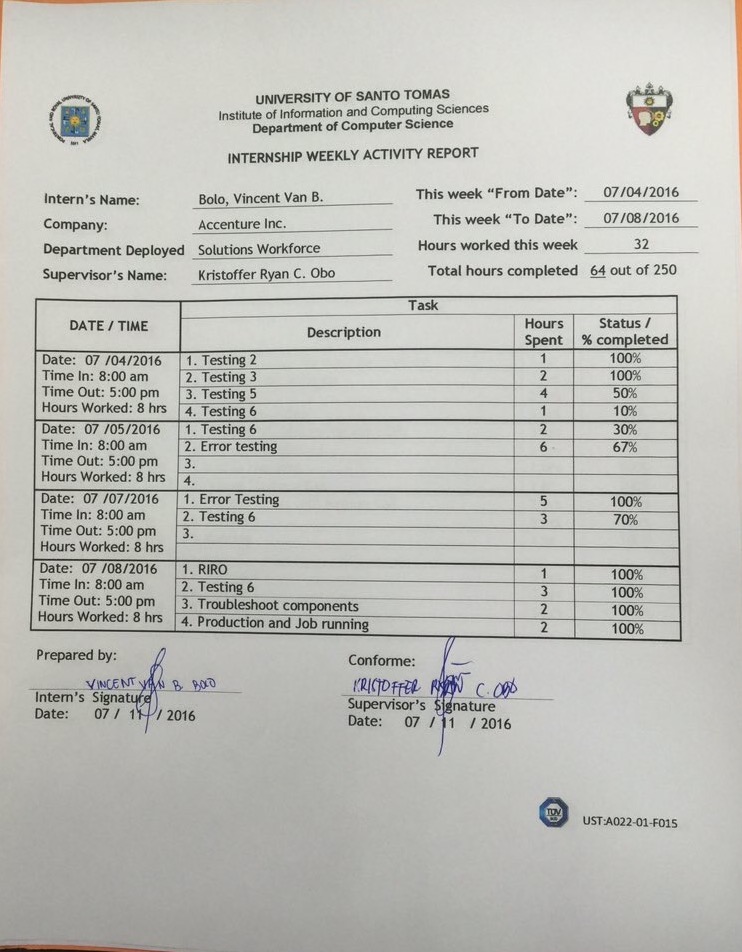 UNIVERSITY OF SANTO TOMAS
Institute of Information and Computing Sciences
Department of Computer Science
INTERNSHIP WEEKLY ACTIVITY REPORT
Intern's Name: Bolo, Vincent Van B. This week “From Date”: 07/04/2016
Company: Accenture Inc. This week “To Date”: 07/08/2016
Department Deployed Solutions Workforce Hours worked this week 32
Supervisor's Name: Kristoffer Ryan C. Obo Total hours completed 64 out of 250
DATE / TIME Task
Description Hours Spent Status / % completed
Date: 07 /04/2016 1. Testing 2 1 100%
Time In: 8:00 am 2. Testing 3 2 100%
Time Out: 5:00 pm 3. Testing 5 4 50%
Hours Worked: 8 hrs 4. Testing 6 1 10%
Date: 07 /05/2016 1. Testing 6 2 30%
Time In: 8:00 am 2. Error testing 6 67%
Time Out: 5:00 pm 3.
Hours Worked: 8 hrs 4.
Date: 07 /07/2016 1. Error Testing 5 100%
Time In: 8:00 am 2. Testing 6 3 70%
Time Out: 5:00 pm 3.
Hours Worked: 8 hrs
Date: 07 /08/2016 1. RIRO 1 100%
Time In: 8:00 am 2. Testing 6 3 100%
Time Out: 5:00 pm 3. Troubleshoot components 2 100%
Hours Worked: 8 hrs 4. Production and Job running 2 100%
Prepared by: Conforme:
VINCENT VAN B. BOLO KRISTOFFER RYAN C. OBO
Intern's Signature Supervisor's Signature
Date: 07 / 11 / 2016 Date: 07 / 11 / 2016
TÜV
UST:A022-01-F015